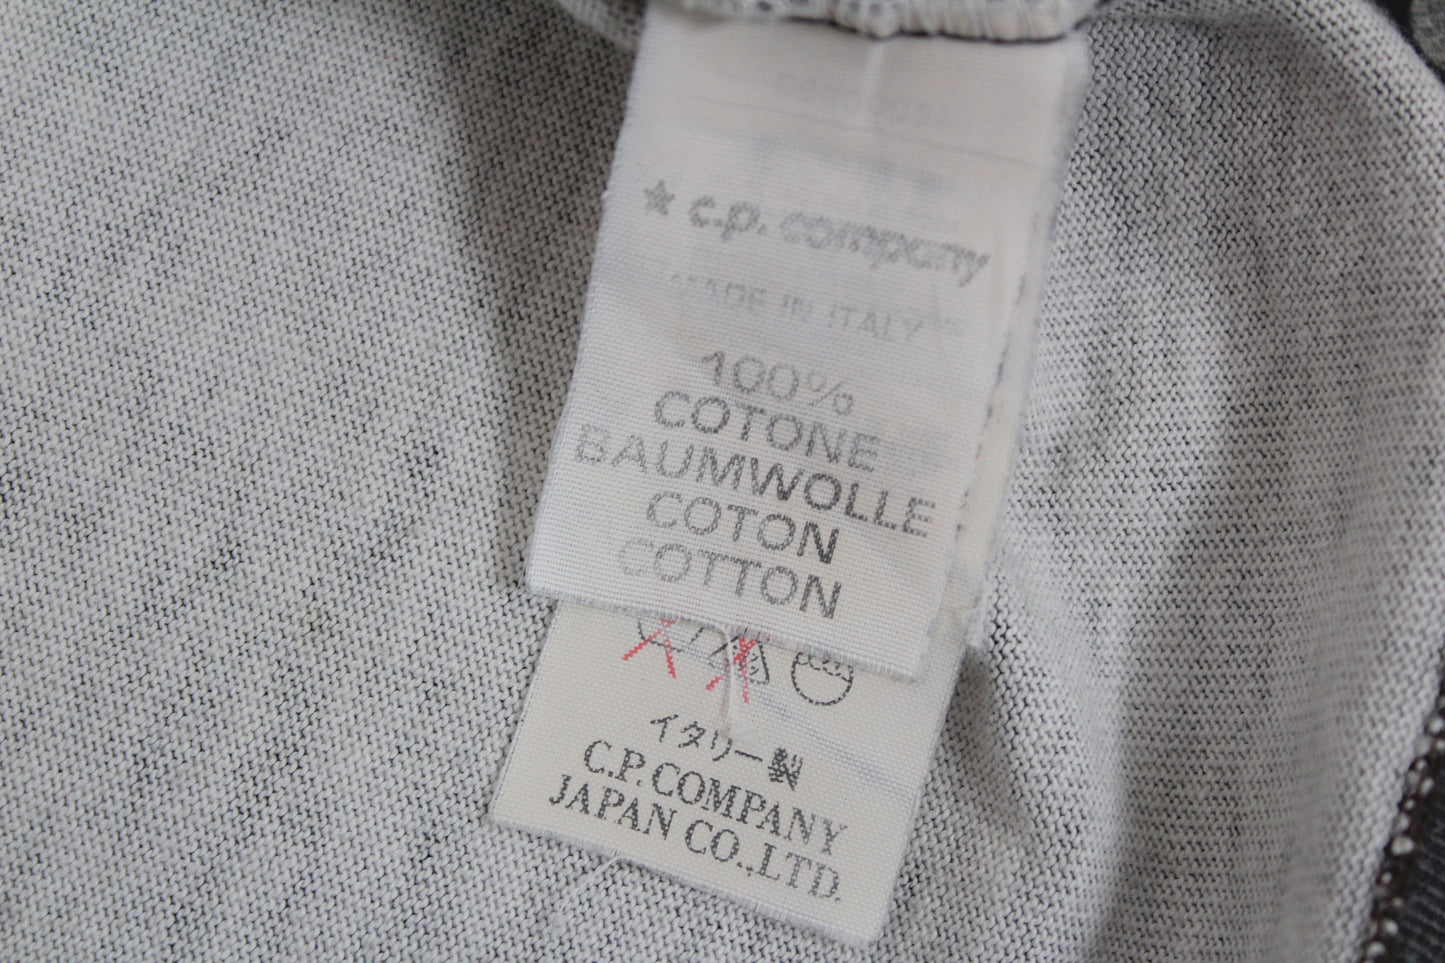 ★ c.p. company
MADE IN ITALY
100%
COTONE
BAUMWOLLE
COTON
COTTON
イタリー製
C.P. COMPANY
JAPAN CO.,LTD.